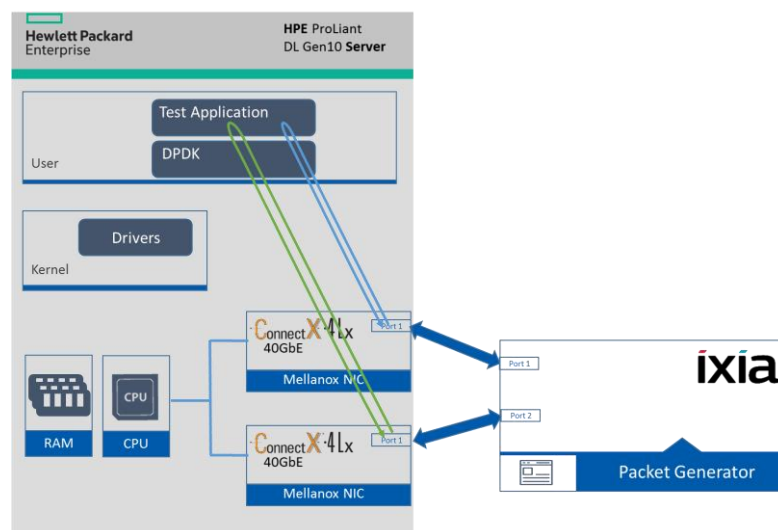 Hewlett Packard
Enterprise
HPE ProLiant
DL Gen10 Server
Test Application
DPDK
User
Drivers
Kernel
ConnectX·4Lx
40GbE
Port 1
Mellanox NIC
Port 1
ixia
Port 2
CPU
RAM
CPU
ConnectX·4Lx
40GbE
Port 1
Mellanox NIC
Packet Generator